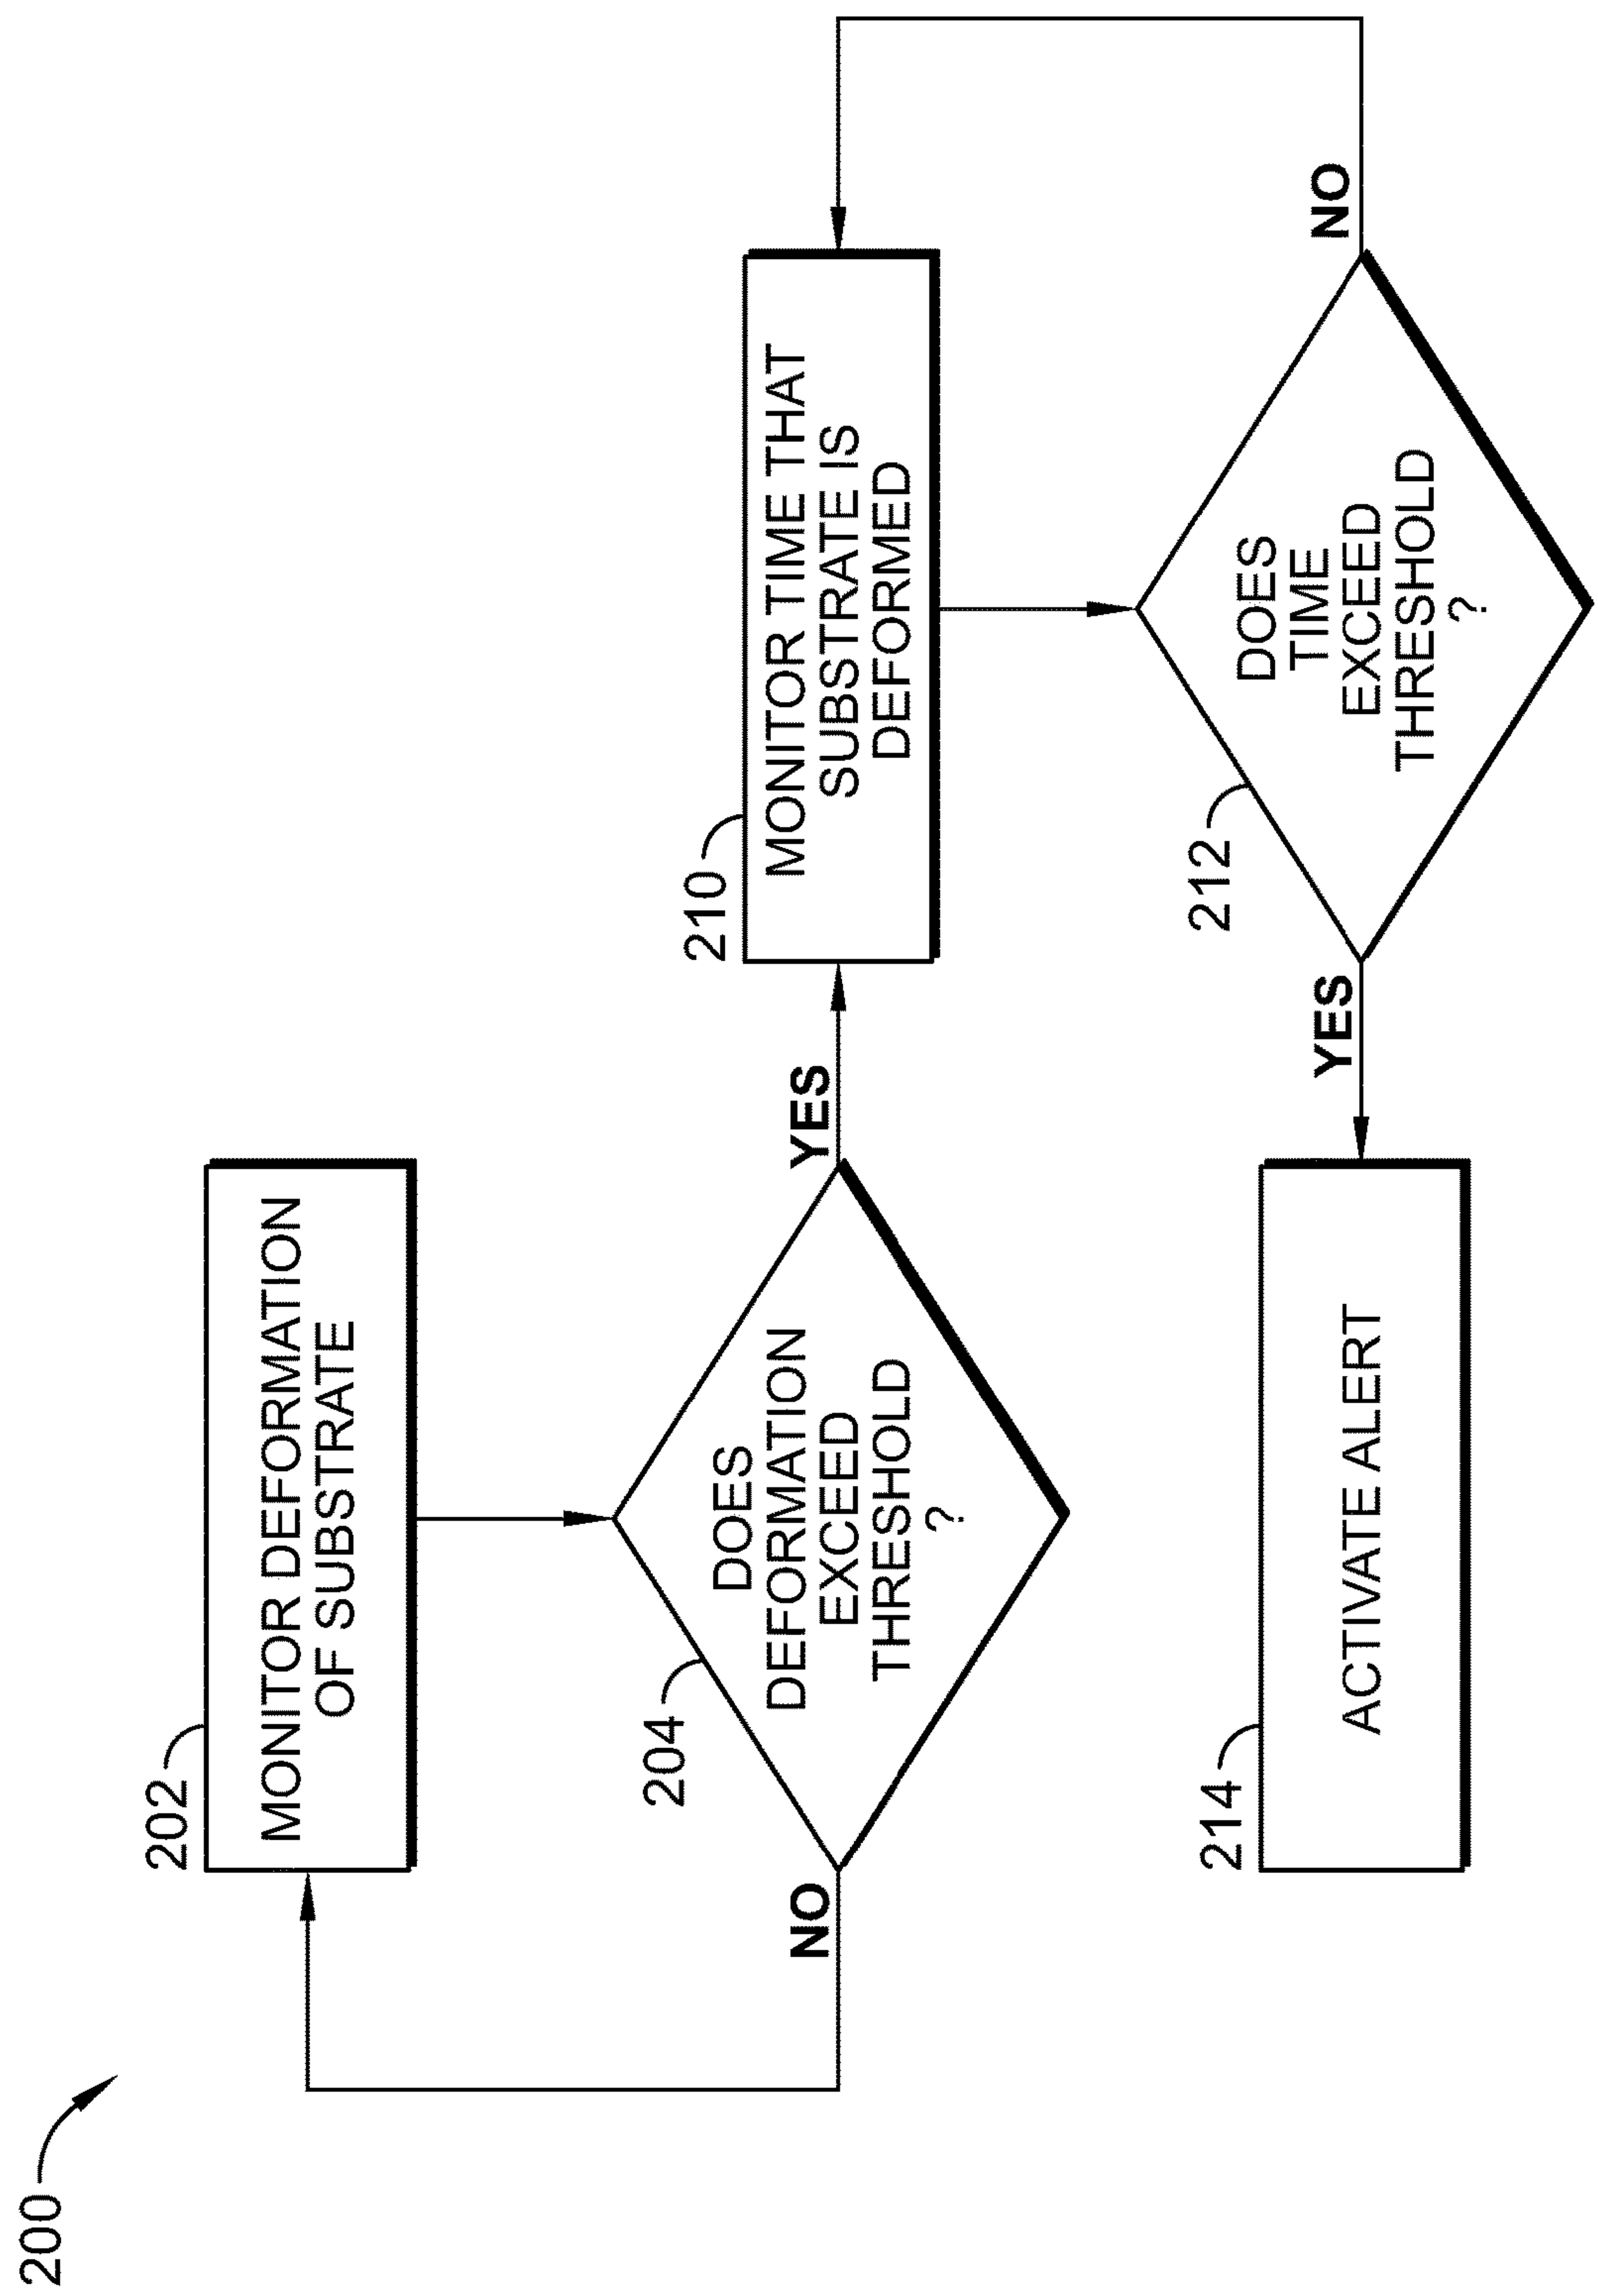 200
202
MONITOR DEFORMATION
OF SUBSTRATE
204
DOES
DEFORMATION
EXCEED
THRESHOLD
?
NO
YES
210
MONITOR TIME THAT
SUBSTRATE IS
DEFORMED
212
DOES
TIME
EXCEED
THRESHOLD
?
NO
YES
214
ACTIVATE ALERT